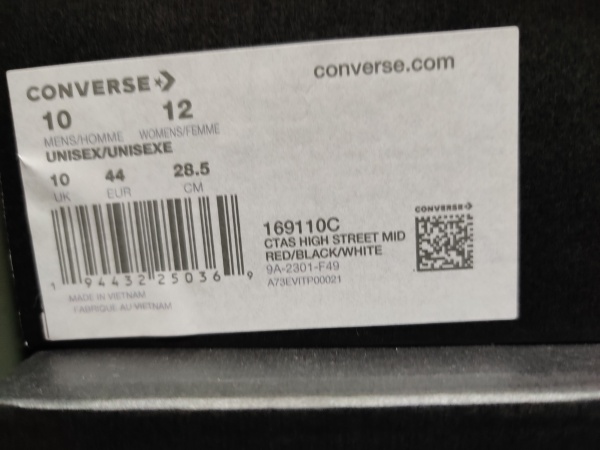 CONVERSE
converse.com
10 12
MENS/HOMME WOMENS/FEMME
UNISEX/UNISEXE
10 44 28.5
UK EUR CM
1 94432 25036 9
MADE IN VIETNAM
FABRIQUE AU VIETNAM
169110C
CTAS HIGH STREET MID
RED/BLACK/WHITE
9A-2301-F49
A73EVITP00021
CONVERSE